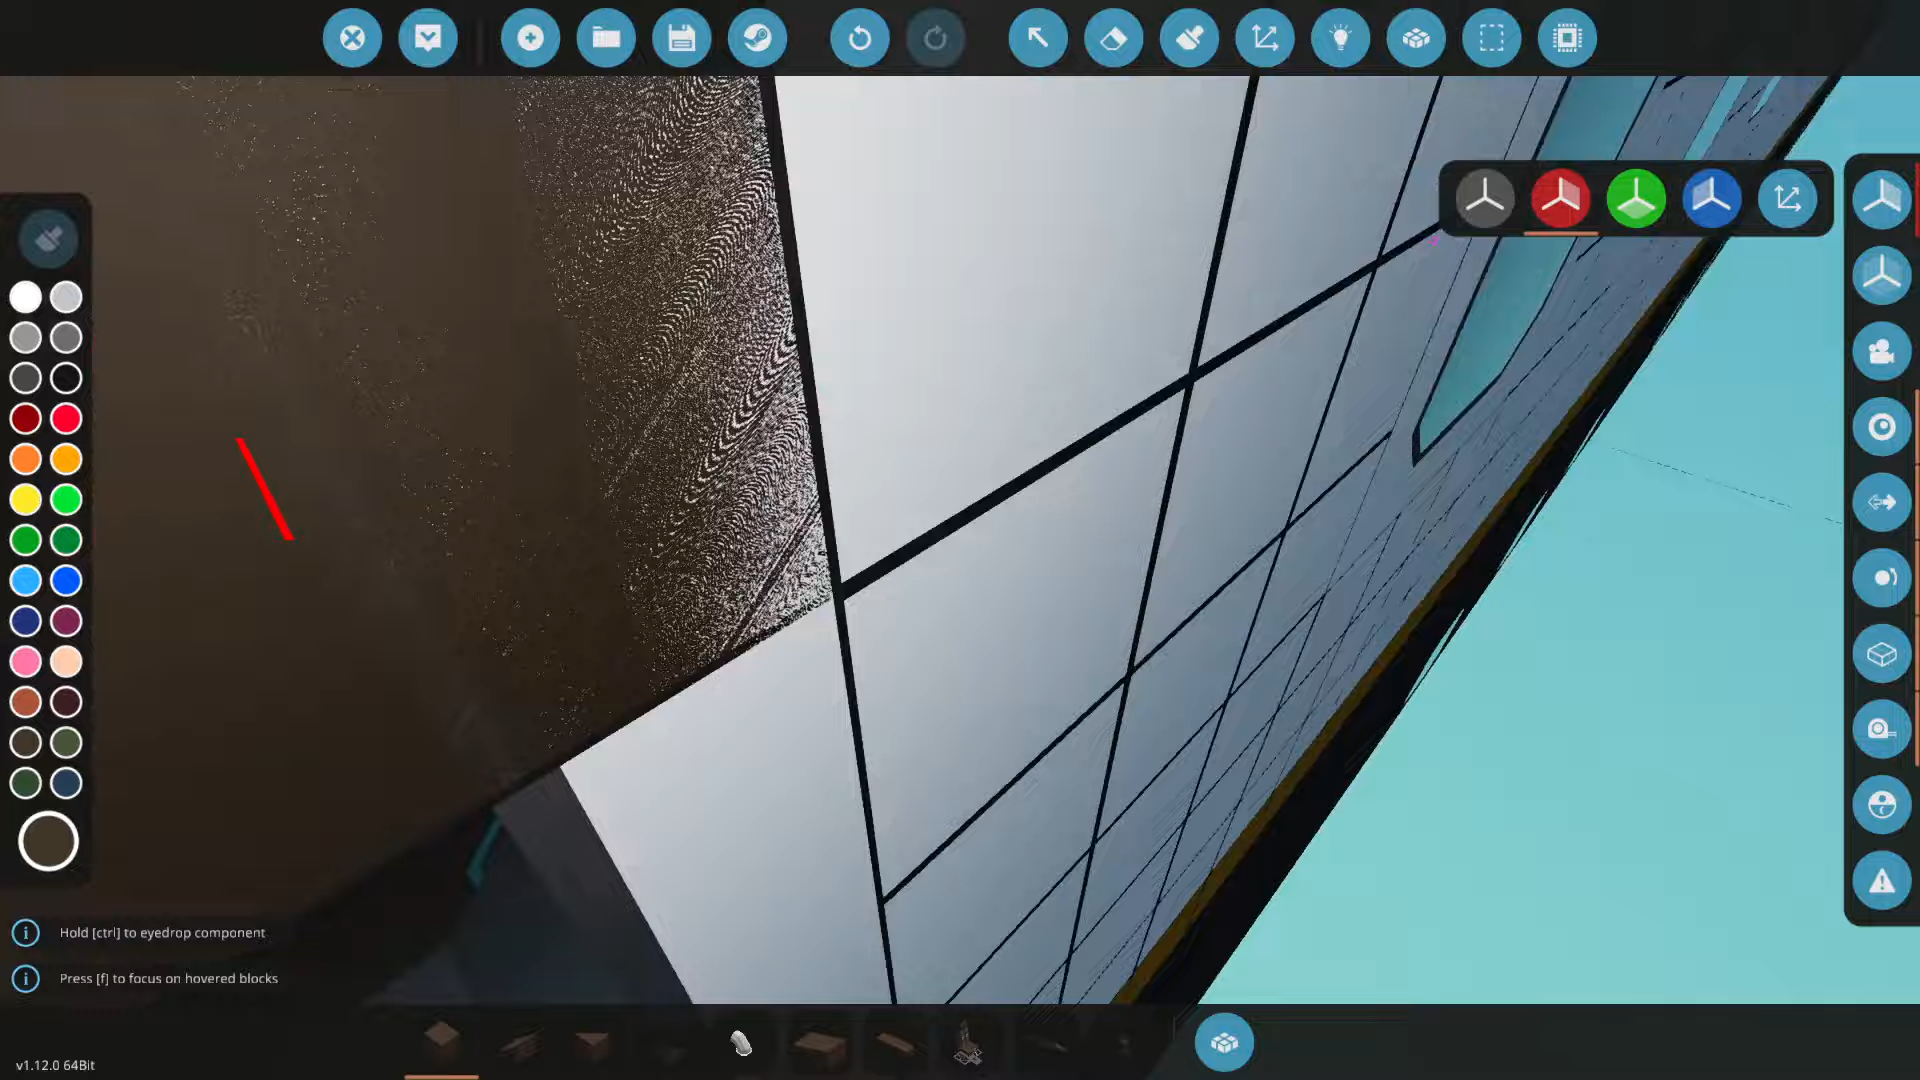 Hold [ctrl] to eyedrop component
Press [f] to focus on hovered blocks
v1.12.0 64Bit